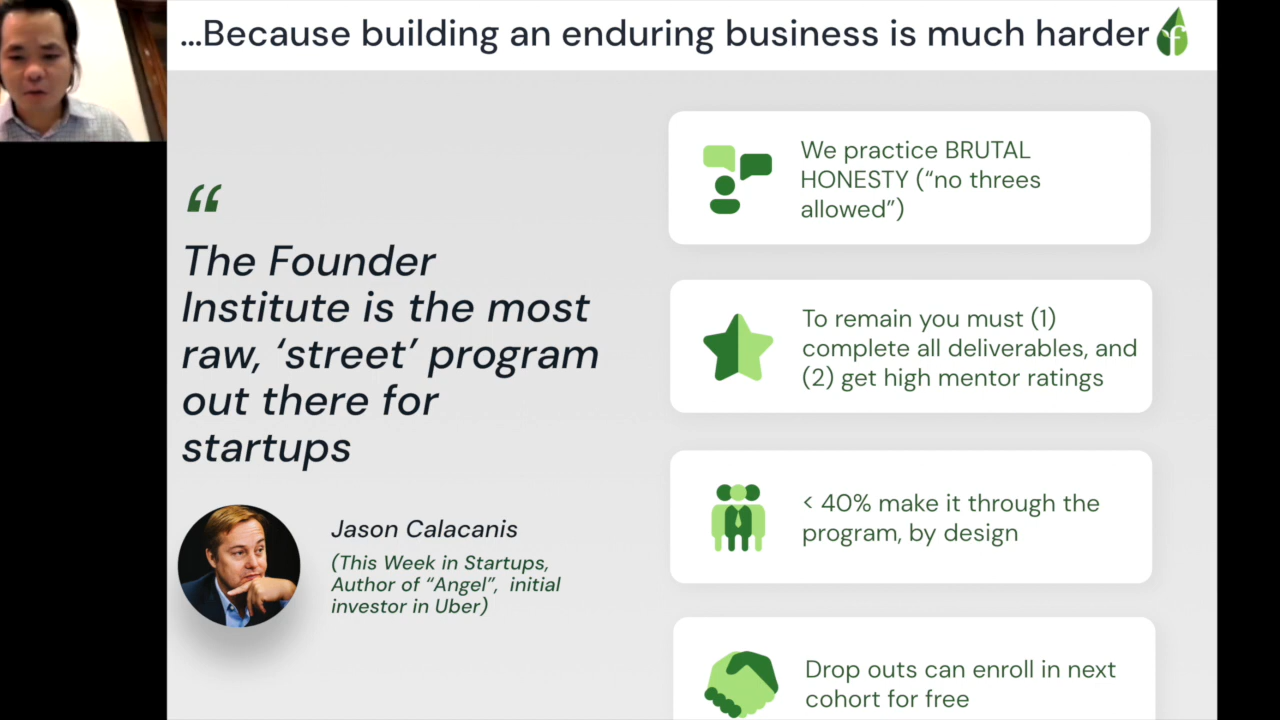 ...Because building an enduring business is much harder
f
“
The Founder
Institute is the most
raw, ‘street’ program
out there for
startups
Jason Calacanis
(This Week in Startups,
Author of “Angel”,  initial
investor in Uber)
We practice BRUTAL
HONESTY (“no threes
allowed”)
To remain you must (1)
complete all deliverables, and
(2) get high mentor ratings
< 40% make it through the
program, by design
Drop outs can enroll in next
cohort for free